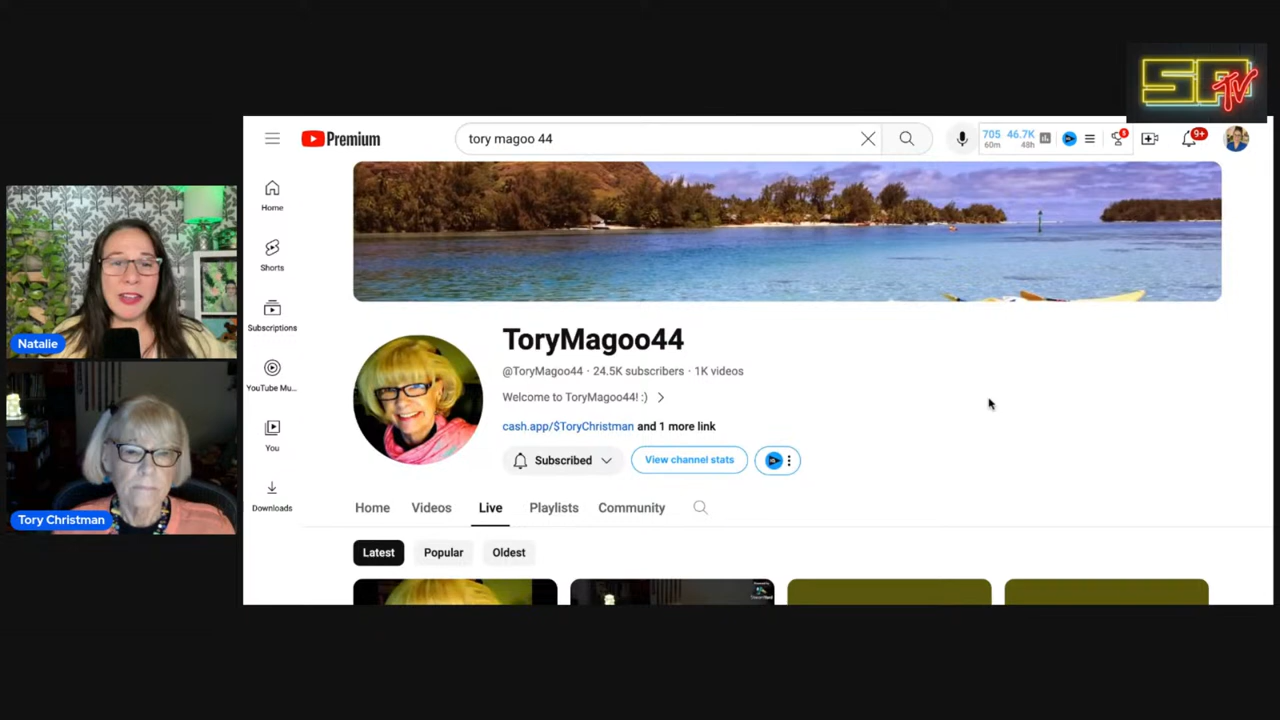 SPTV
Premium
tory magoo 44
705 46.7K
60m 48h
8
9+
Home
Shorts
Subscriptions
YouTube Mu...
You
Downloads
Natalie
Tory Christman
ToryMagoo44
@ToryMagoo44 · 24.5K subscribers · 1K videos
Welcome to ToryMagoo44! :)
cash.app/$ToryChristman and 1 more link
Subscribed
View channel stats
Home Videos Live Playlists Community
Latest Popular Oldest